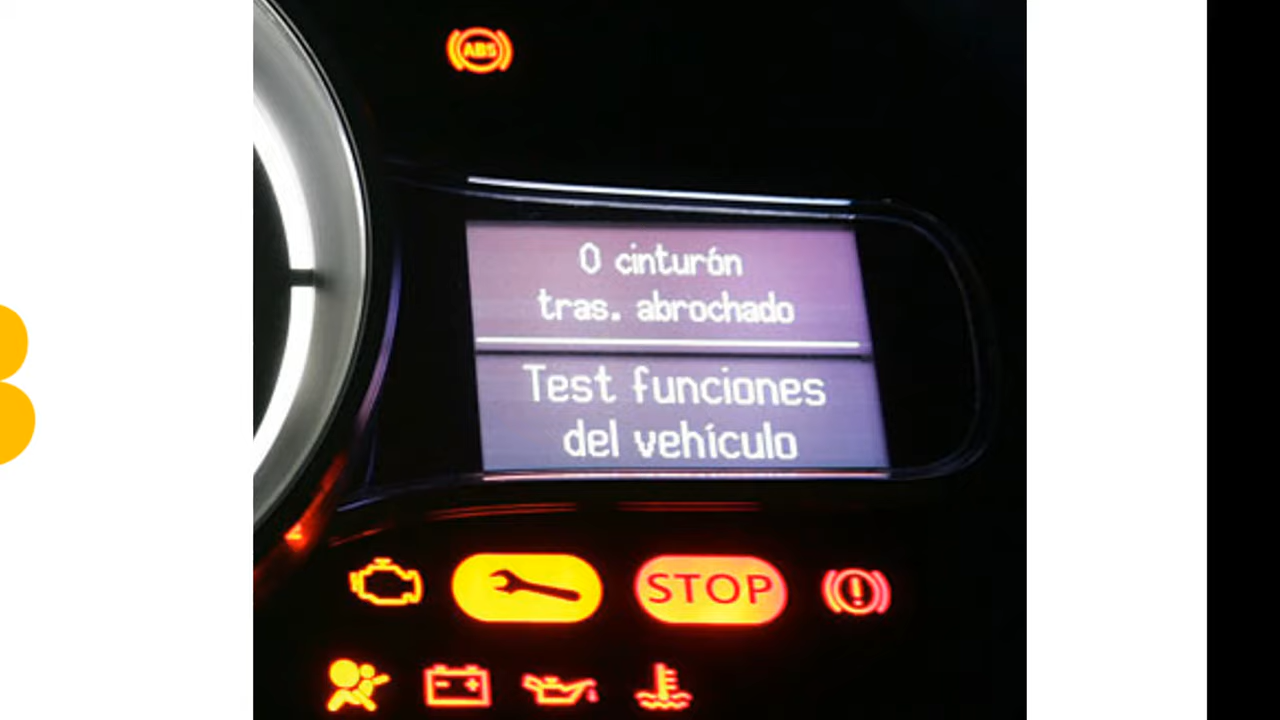 ABS
0 cinturón
tras. abrochado
Test funciones
del vehículo
STOP